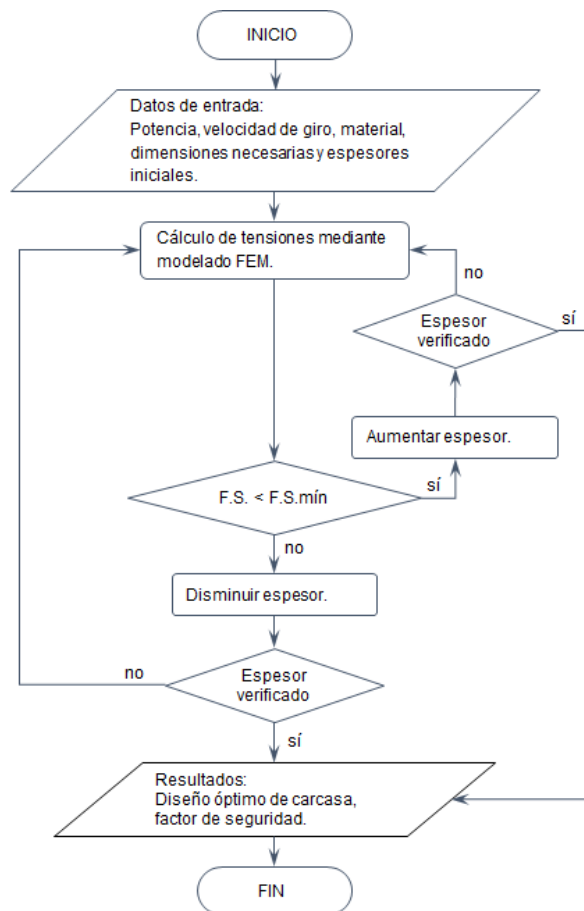 INICIO
Datos de entrada:
Potencia, velocidad de giro, material,
dimensiones necesarias y espesores
iniciales.
Cálculo de tensiones mediante
modelado FEM.
no
Espesor
verificado
sí
Aumentar espesor.
F.S. < F.S.mín
sí
no
Disminuir espesor.
no
Espesor
verificado
sí
Resultados:
Diseño óptimo de carcasa,
factor de seguridad.
FIN